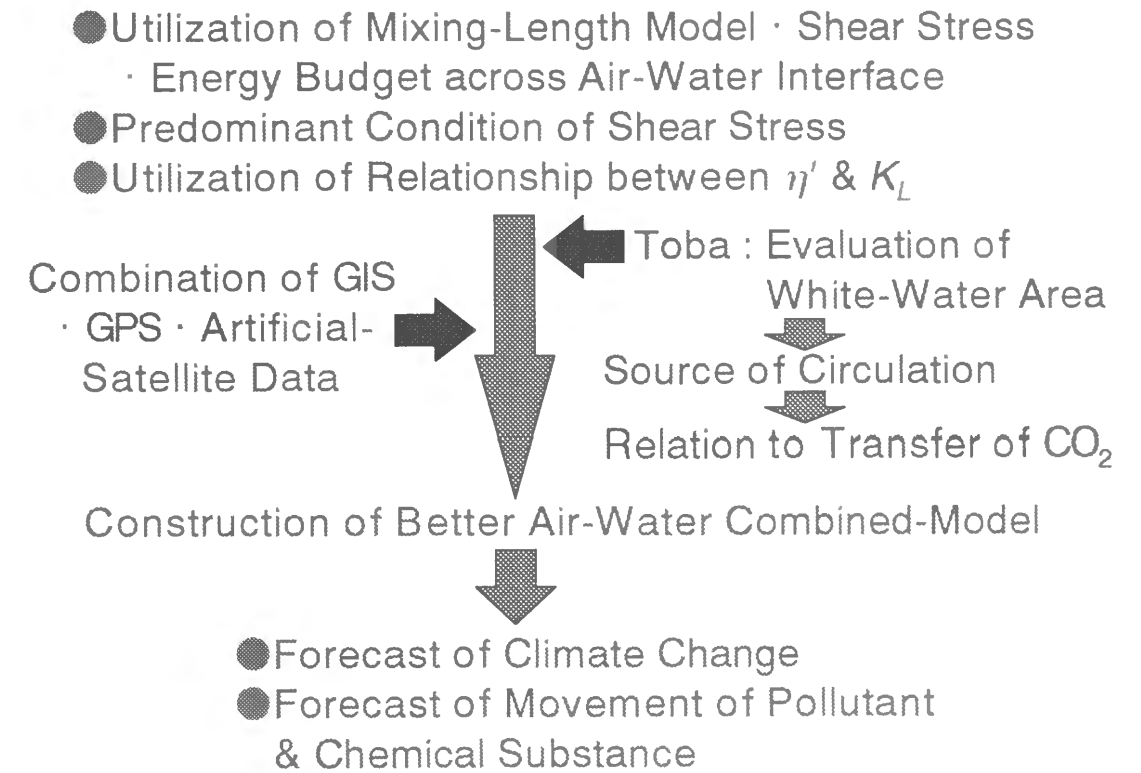 ●Utilization of Mixing-Length Model · Shear Stress
· Energy Budget across Air-Water Interface
●Predominant Condition of Shear Stress
●Utilization of Relationship between η′ & K_L
Toba : Evaluation of
White-Water Area
Combination of GIS
· GPS · Artificial-
Satellite Data
Source of Circulation
Relation to Transfer of CO₂
Construction of Better Air-Water Combined-Model
●Forecast of Climate Change
●Forecast of Movement of Pollutant
& Chemical Substance